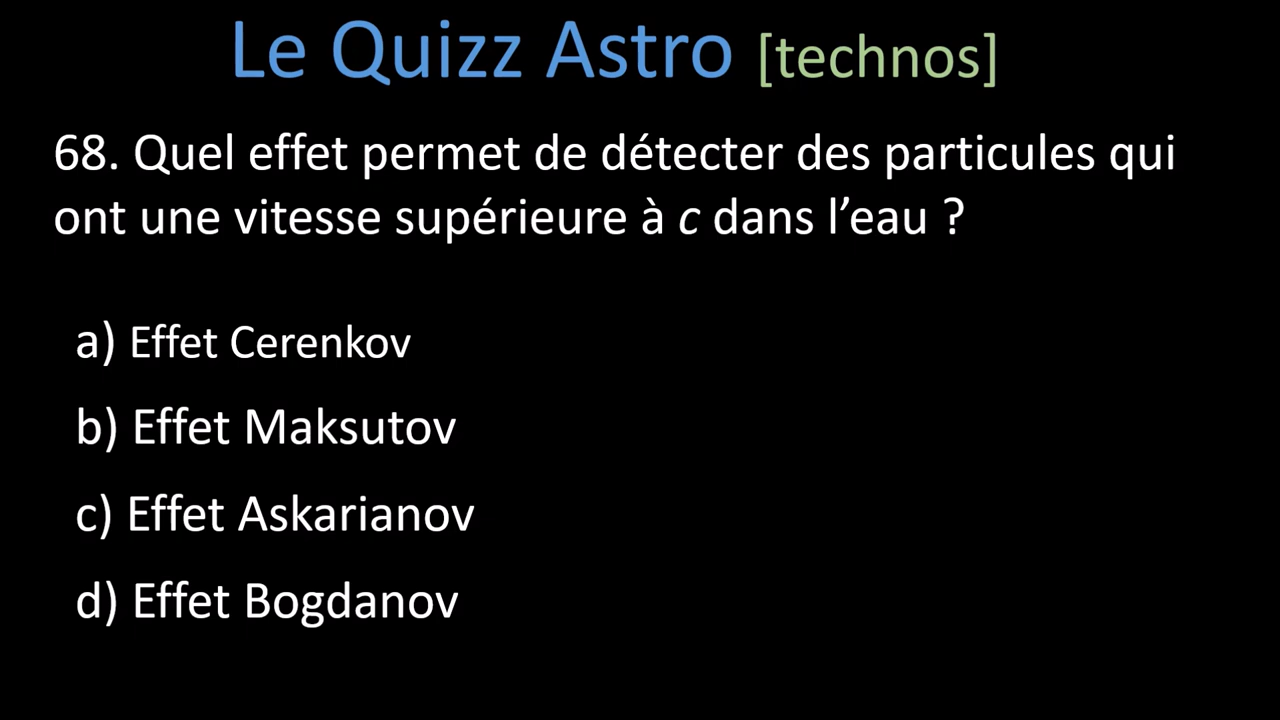 Le Quizz Astro [technos]
68. Quel effet permet de détecter des particules qui
ont une vitesse supérieure à c dans l’eau ?
a) Effet Cerenkov
b) Effet Maksutov
c) Effet Askarianov
d) Effet Bogdanov